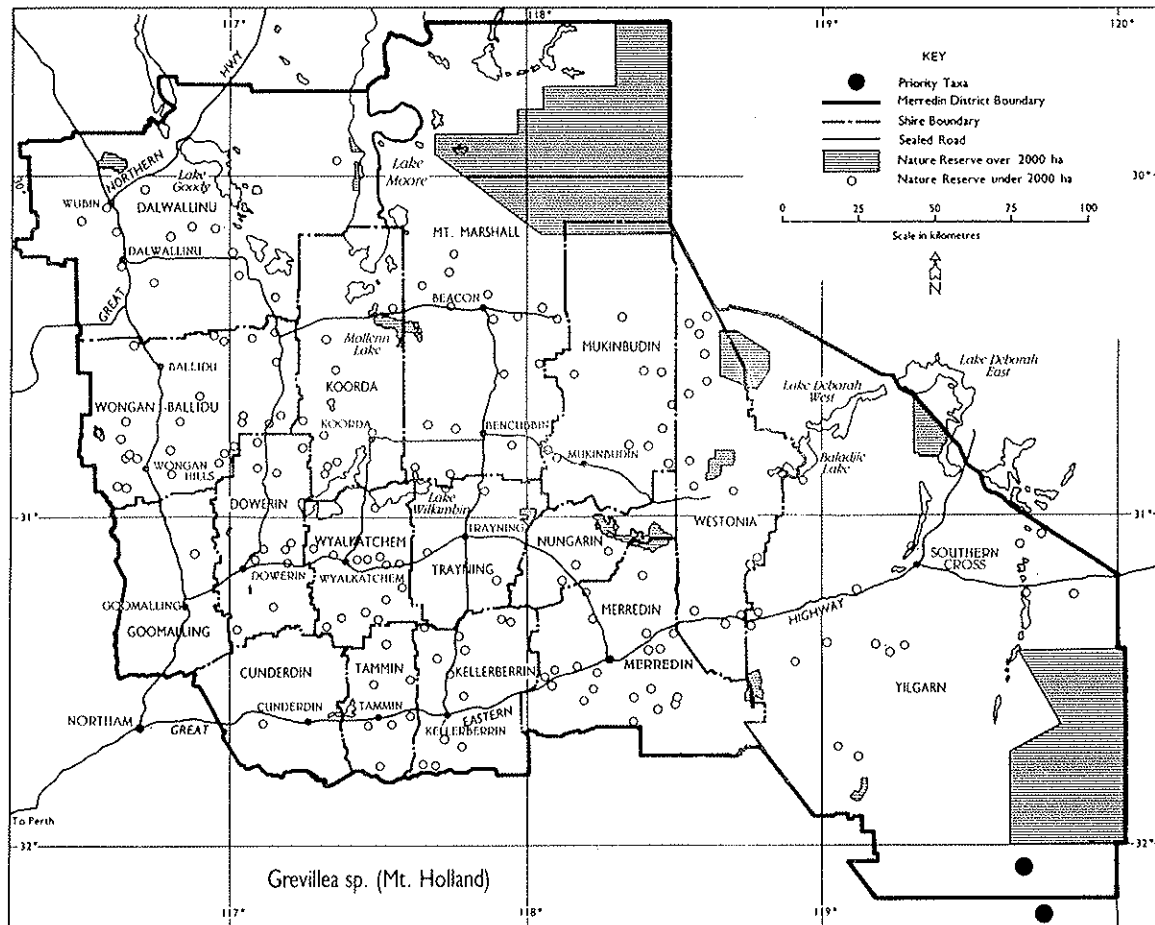 117°
118°
119°
120°
KEY
Priority Taxa
Merredin District Boundary
Shire Boundary
Sealed Road
Nature Reserve over 2000 ha
Nature Reserve under 2000 ha
0 25 50 75 100
Scale in kilometres
N
HWY
NORTHERN
GREAT
Lake
Goody
Lake
Moore
30°
30°
WUBIN
DALWALLINU
DALWALLINU
MT. MARSHALL
BEACON
Mollerin
Lake
MUKINBUDIN
Lake Deborah
East
Lake Deborah
West
BALLIDU
KOORDA
WONGAN
-BALLIDU
KOORDA
BENCUBBIN
MUKINBUDIN
Baladjie
Lake
WONGAN
HILLS
DOWERIN
Lake
Wallambin
31°
31°
WESTONIA
WYALKATCHEM
TRAYNING
NUNGARIN
SOUTHERN
CROSS
DOWERIN
WYALKATCHEM
TRAYNING
GOOMALLING
GOOMALLING
MERREDIN
HIGHWAY
CUNDERDIN
TAMMIN
KELLERBERRIN
MERREDIN
YILGARN
NORTHAM
GREAT
CUNDERDIN
TAMMIN
EASTERN
KELLERBERRIN
To Perth
32°
32°
Grevillea sp. (Mt. Holland)
117°
118°
119°